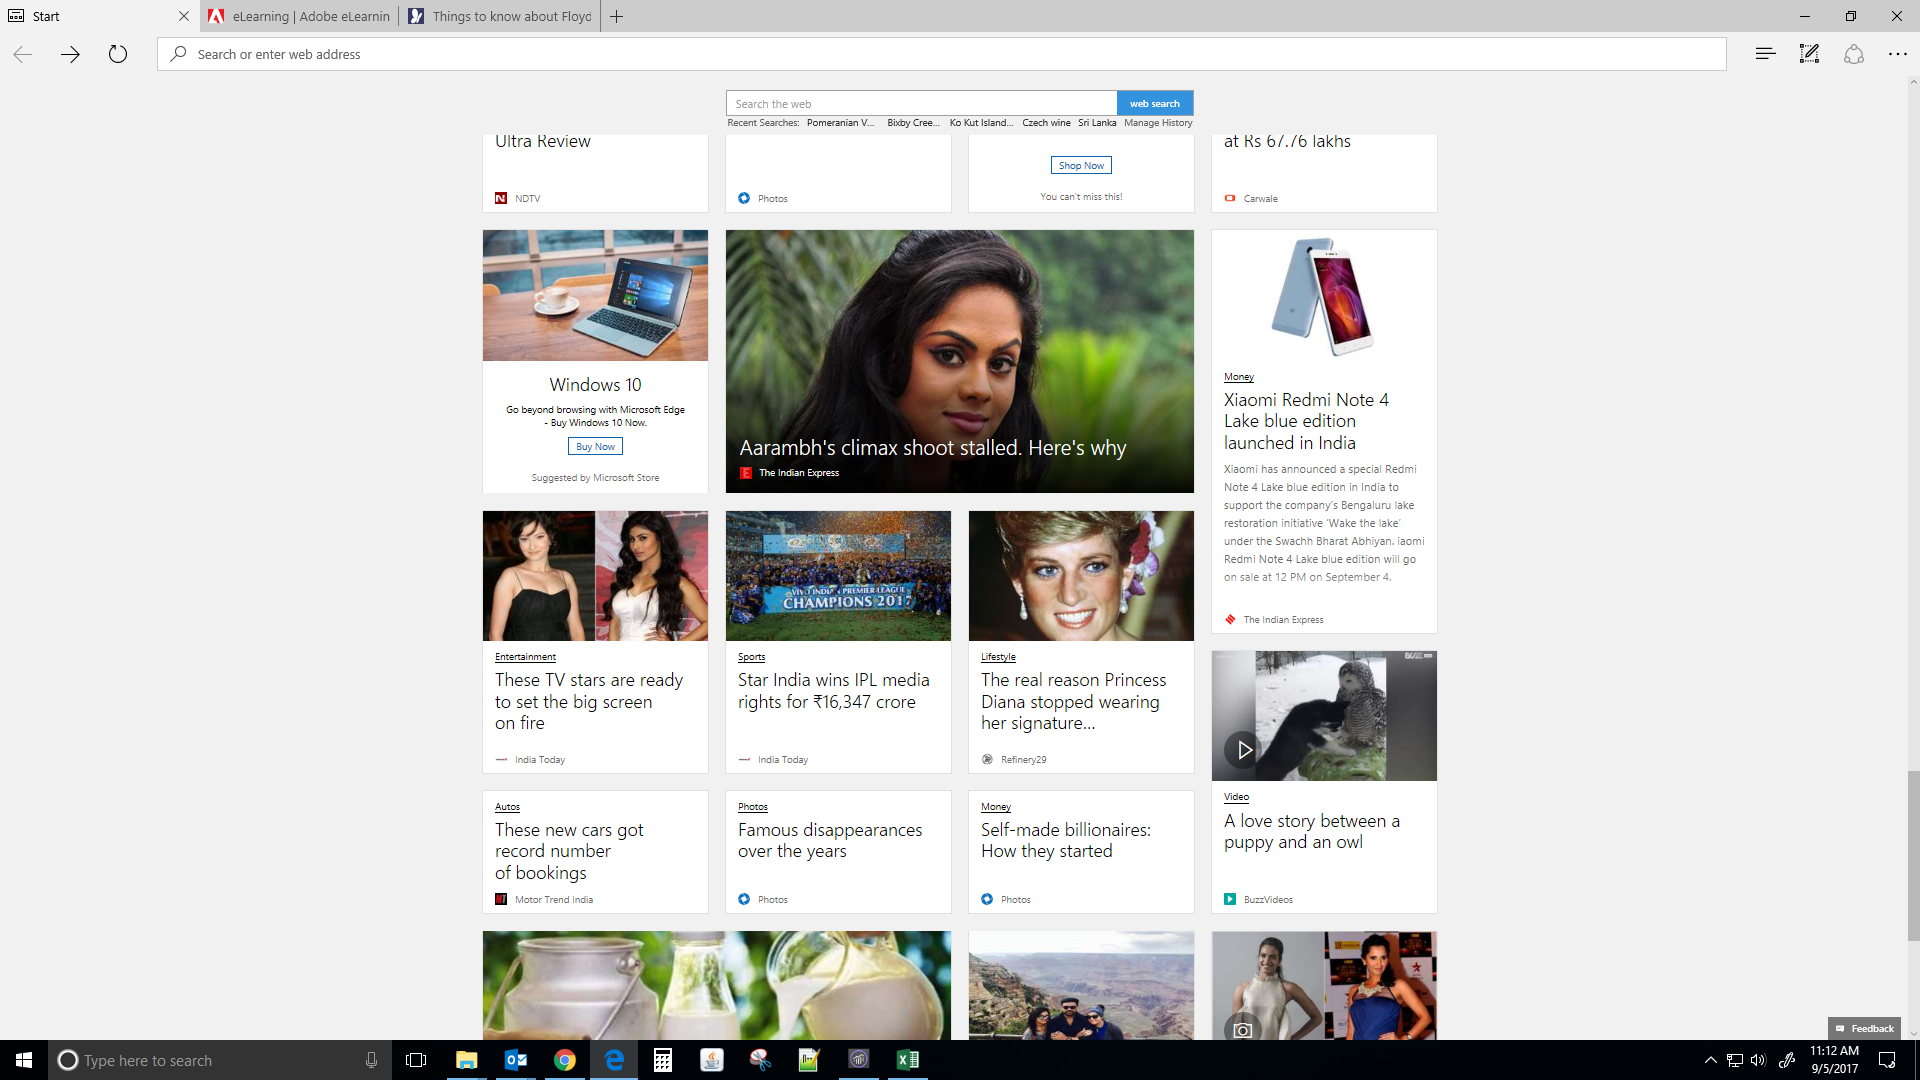 Start
eLearning | Adobe eLearnin
Things to know about Floyd
Search or enter web address
Search the web
web search
Recent Searches: Pomeranian V... Bixby Cree... Ko Kut Island... Czech wine Sri Lanka Manage History
Ultra Review
NDTV
Photos
Shop Now
You can't miss this!
at Rs 67.76 lakhs
Carwale
Windows 10
Go beyond browsing with Microsoft Edge
- Buy Windows 10 Now.
Buy Now
Suggested by Microsoft Store
Aarambh's climax shoot stalled. Here's why
The Indian Express
Money
Xiaomi Redmi Note 4
Lake blue edition
launched in India
Xiaomi has announced a special Redmi
Note 4 Lake blue edition in India to
support the company's Bengaluru lake
restoration initiative 'Wake the lake'
under the Swachh Bharat Abhiyan. iaomi
Redmi Note 4 Lake blue edition will go
on sale at 12 PM on September 4.
The Indian Express
Entertainment
These TV stars are ready
to set the big screen
on fire
India Today
VIVO INDIAN PREMIER LEAGUE
CHAMPIONS 2017
Sports
Star India wins IPL media
rights for ₹16,347 crore
India Today
Lifestyle
The real reason Princess
Diana stopped wearing
her signature...
Refinery29
Video
A love story between a
puppy and an owl
BuzzVideos
Autos
These new cars got
record number
of bookings
Motor Trend India
Photos
Famous disappearances
over the years
Photos
Money
Self-made billionaires:
How they started
Photos
Feedback
Type here to search
11:12 AM
9/5/2017